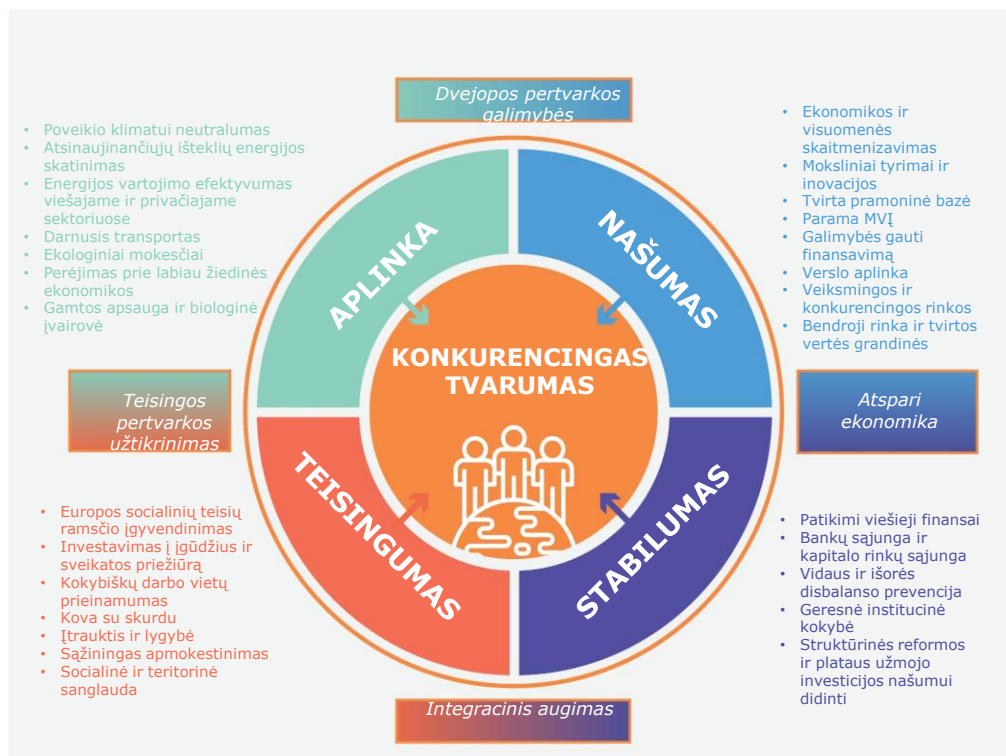 Dvejopos pertvarkos
galimybės
• Poveikio klimatui neutralumas
• Atsinaujinančiųjų išteklių energijos
skatinimas
• Energijos vartojimo efektyvumas
viešajame ir privačiajame
sektoriuose
• Darnusis transportas
• Ekologiniai mokesčiai
• Perėjimas prie labiau žiedinės
ekonomikos
• Gamtos apsauga ir biologinė
įvairovė
• Ekonomikos ir
visuomenės
skaitmenizavimas
• Moksliniai tyrimai ir
inovacijos
• Tvirta pramoninė bazė
• Parama MVĮ
• Galimybės gauti
finansavimą
• Verslo aplinka
• Veiksmingos ir
konkurencingos rinkos
• Bendroji rinka ir tvirtos
vertės grandinės
APLINKA
NAŠUMAS
KONKURENCINGAS
TVARUMAS
Teisingos
pertvarkos
užtikrinimas
Atspari
ekonomika
TEISINGUMAS
STABILUMAS
• Europos socialinių teisių
ramsčio įgyvendinimas
• Investavimas į įgūdžius ir
sveikatos priežiūrą
• Kokybiškų darbo vietų
prieinamumas
• Kova su skurdu
• Įtrauktis ir lygybė
• Sąžiningas apmokestinimas
• Socialinė ir teritorinė
sanglauda
• Patikimi viešieji finansai
• Bankų sąjunga ir
kapitalo rinkų sąjunga
• Vidaus ir išorės
disbalanso prevencija
• Geresnė institucinė
kokybė
• Struktūrinės reformos
ir plataus užmojo
investicijos našumui
didinti
Integracinis augimas